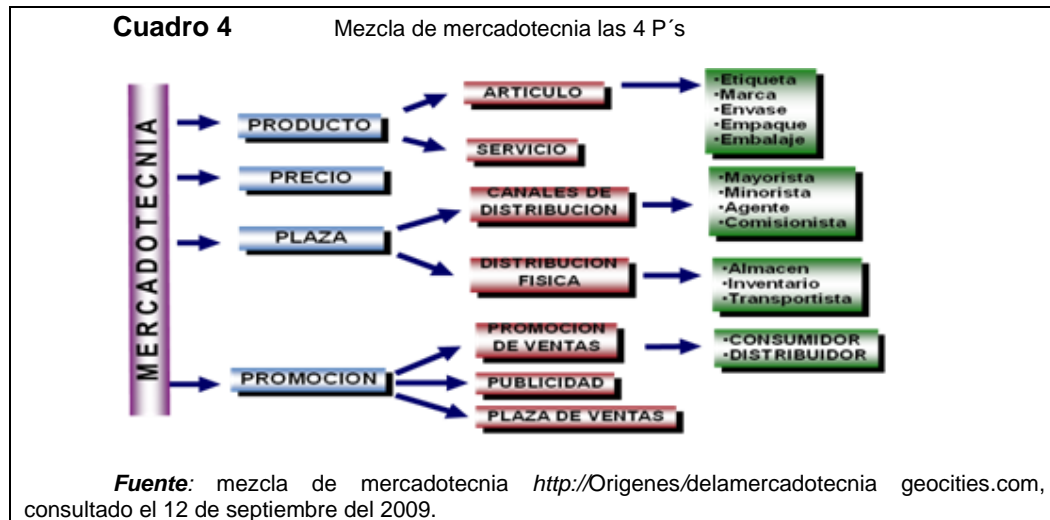 Cuadro 4 Mezcla de mercadotecnia las 4 P´s
MERCADOTECNIA
PRODUCTO
ARTICULO
•Etiqueta
•Marca
•Envase
•Empaque
•Embalaje
SERVICIO
PRECIO
PLAZA
CANALES DE
DISTRIBUCION
•Mayorista
•Minorista
•Agente
•Comisionista
DISTRIBUCION
FISICA
•Almacen
•Inventario
•Transportista
PROMOCION
PROMOCION
DE VENTAS
•CONSUMIDOR
•DISTRIBUIDOR
PUBLICIDAD
PLAZA DE VENTAS
Fuente: mezcla de mercadotecnia http://Origenes/delamercadotecnia geocities.com,
consultado el 12 de septiembre del 2009.